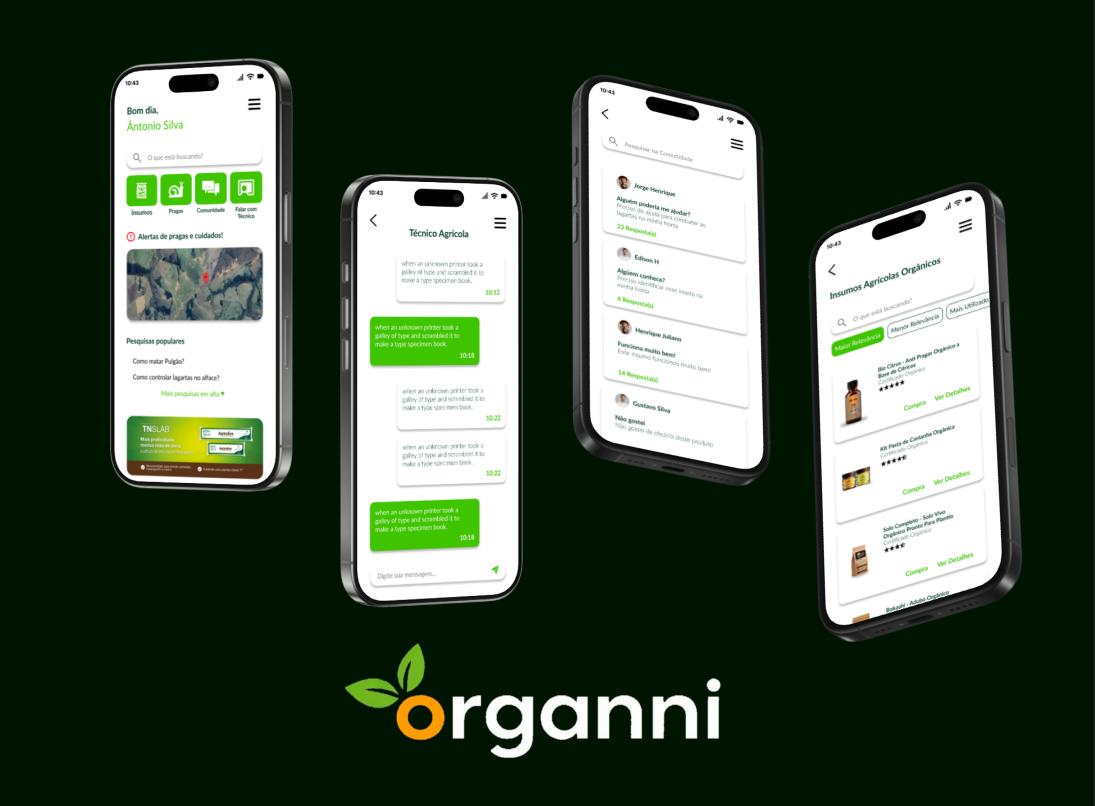 10:43
Bom dia,
Ântonio Silva
O que está buscando?
Insumos
Pragas
Comunidade
Falar com
Técnico
Alertas de pragas e cuidados!
Pesquisas populares
Como matar Pulgão?
Como controlar lagartas no alface?
Mais pesquisas em alta
TNSLAB
Mais praticidade,
10:43
Técnico Agrícola
when an unknown printer took a
galley of type and scrambled it to
make a type specimen book.
10:12
when an unknown printer took a
galley of type and scrambled it to
make a type specimen book.
10:18
when an unknown printer took a
galley of type and scrambled it to
make a type specimen book.
10:22
when an unknown printer took a
galley of type and scrambled it to
make a type specimen book.
10:22
when an unknown printer took a
galley of type and scrambled it to
make a type specimen book.
10:18
Digite sua mensagem...
10:43
Pesquisar na Comunidade
Jorge Henrique
Alguém poderia me ajudar?
Preciso de ajuda para combater as
lagartas na minha horta
23 Resposta(s)
Edison H
Alguém conheca?
Preciso identificar esse inseto na
minha horta
6 Resposta(s)
Henrique Juliano
Funciona muito bem!
Esse insumo funcionou muito bem!
14 Resposta(s)
Gustavo Silva
Não gostei
Não gostei da eficácia deste produto
10:43
Insumos Agrícolas Orgânicos
O que está buscando?
Maior Relevância
Menor Relevância
Mais Utilizado
Bio Citrus - Anti Pragas Orgânico a
Base de Cítricos
Certificado Orgânico
Compra
Ver Detalhes
Kit Pasta de Castanha Orgânica
Certificado Orgânico
Compra
Ver Detalhes
Solo Completo - Solo Vivo
Orgânico Pronto Para Plantio
Certificado Orgânico
Compra
Ver Detalhes
Bokashi - Adubo Orgânico
organni